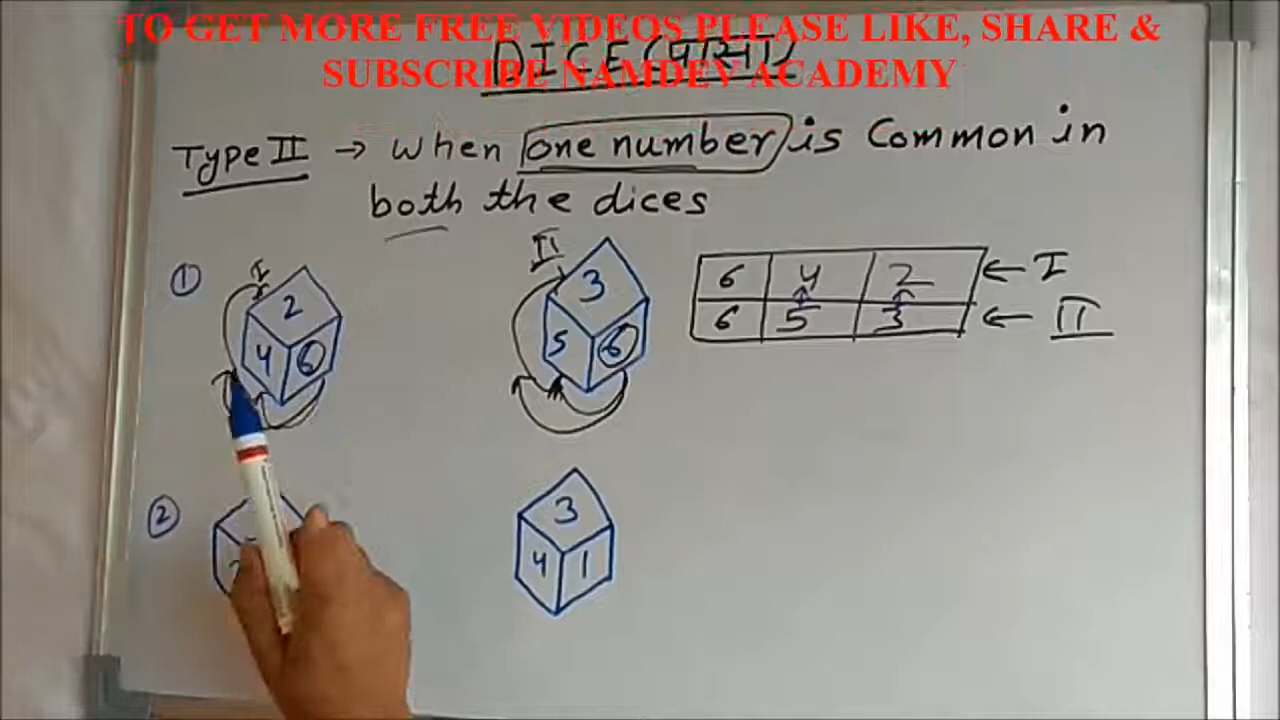 TO GET MORE FREE VIDEOS PLEASE LIKE, SHARE &
SUBSCRIBE NAMDEV ACADEMY
DICE (पासा)
Type II → When one number is Common in
both the dices
① I 2 4 6
II 3 5 6
6 4 2 ← I
6 5 3 ← II
②
3 4 1